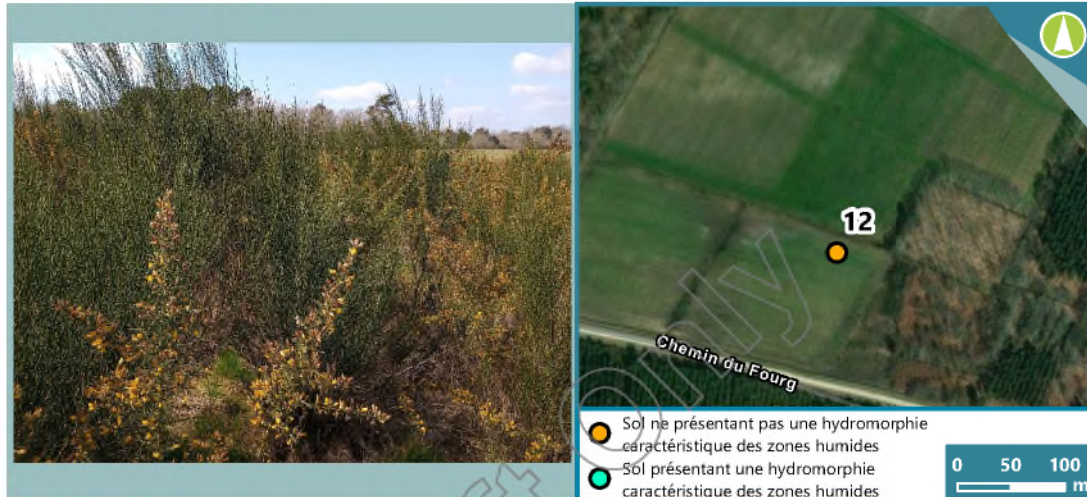 12
Chemin du Fourg
Sol ne présentant pas une hydromorphie
caractéristique des zones humides
Sol présentant une hydromorphie
caractéristique des zones humides
0 50 100
m
only